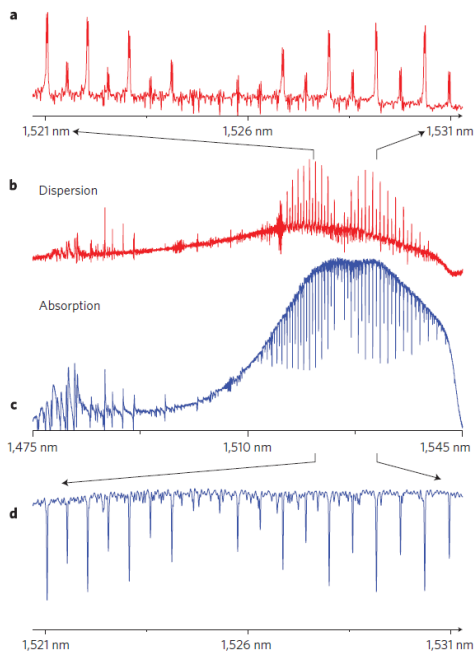 a
1,521 nm 1,526 nm 1,531 nm
b
Dispersion
Absorption
c
1,475 nm 1,510 nm 1,545 nm
d
1,521 nm 1,526 nm 1,531 nm